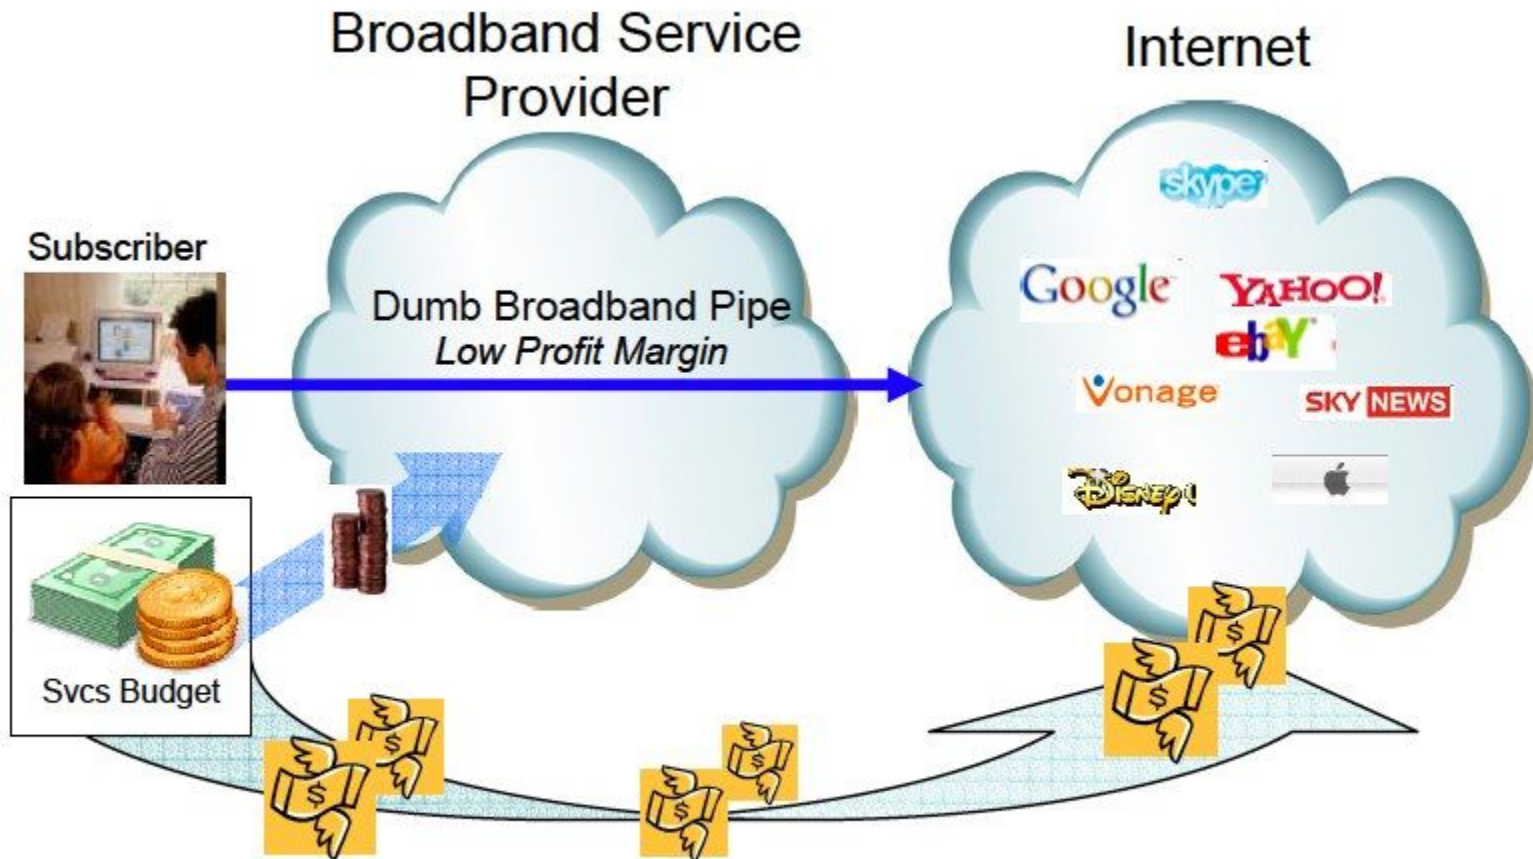 Broadband Service
Provider
Internet
skype
Subscriber
Google
YAHOO!
Dumb Broadband Pipe
Low Profit Margin
ebaY
Vonage
SKY NEWS
DISNEY
Svcs Budget
$
$
$
$
$
$